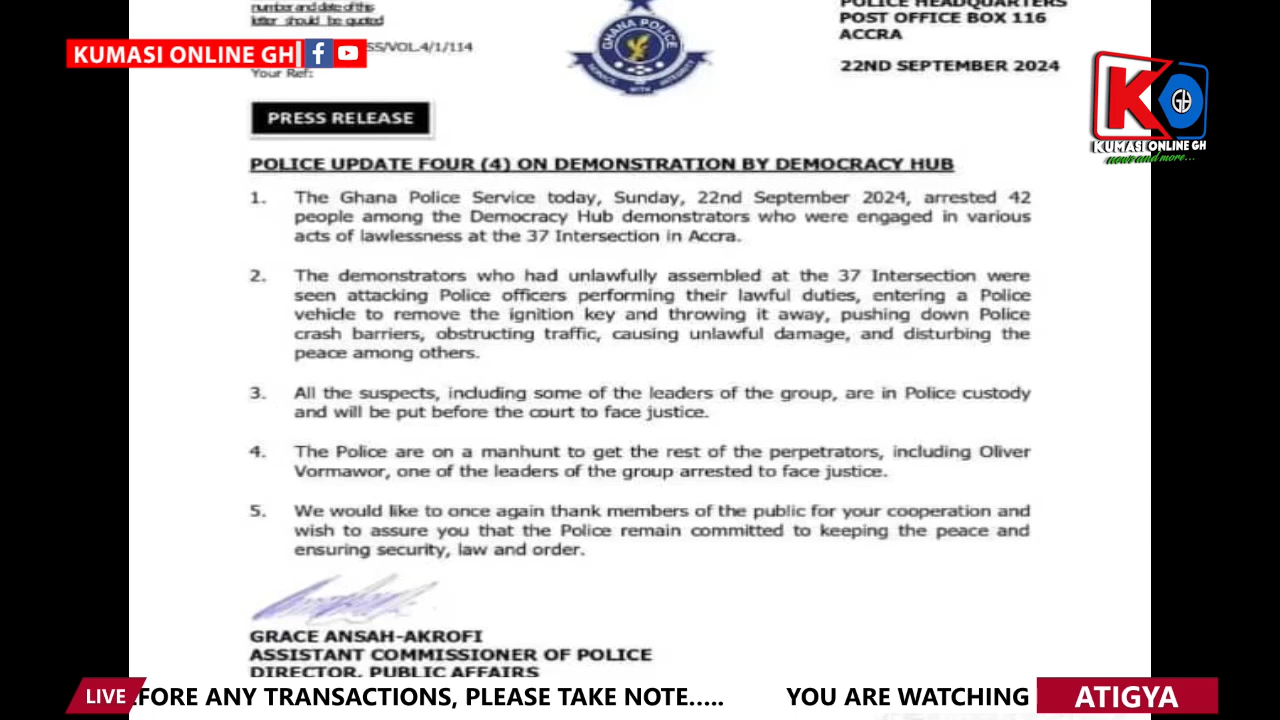 number and date of this
letter should be quoted
SS/VOL.4/1/114
Your Ref:
KUMASI ONLINE GH
GHANA POLICE
SERVICE WITH INTEGRITY
POLICE HEADQUARTERS
POST OFFICE BOX 116
ACCRA
22ND SEPTEMBER 2024
KO
GH
KUMASI ONLINE GH
news and more...
PRESS RELEASE
POLICE UPDATE FOUR (4) ON DEMONSTRATION BY DEMOCRACY HUB
1. The Ghana Police Service today, Sunday, 22nd September 2024, arrested 42
people among the Democracy Hub demonstrators who were engaged in various
acts of lawlessness at the 37 Intersection in Accra.
2. The demonstrators who had unlawfully assembled at the 37 Intersection were
seen attacking Police officers performing their lawful duties, entering a Police
vehicle to remove the ignition key and throwing it away, pushing down Police
crash barriers, obstructing traffic, causing unlawful damage, and disturbing the
peace among others.
3. All the suspects, including some of the leaders of the group, are in Police custody
and will be put before the court to face justice.
4. The Police are on a manhunt to get the rest of the perpetrators, including Oliver
Vormawor, one of the leaders of the group arrested to face justice.
5. We would like to once again thank members of the public for your cooperation and
wish to assure you that the Police remain committed to keeping the peace and
ensuring security, law and order.
GRACE ANSAH-AKROFI
ASSISTANT COMMISSIONER OF POLICE
DIRECTOR, PUBLIC AFFAIRS
LIVE
FORE ANY TRANSACTIONS, PLEASE TAKE NOTE..... YOU ARE WATCHING
ATIGYA